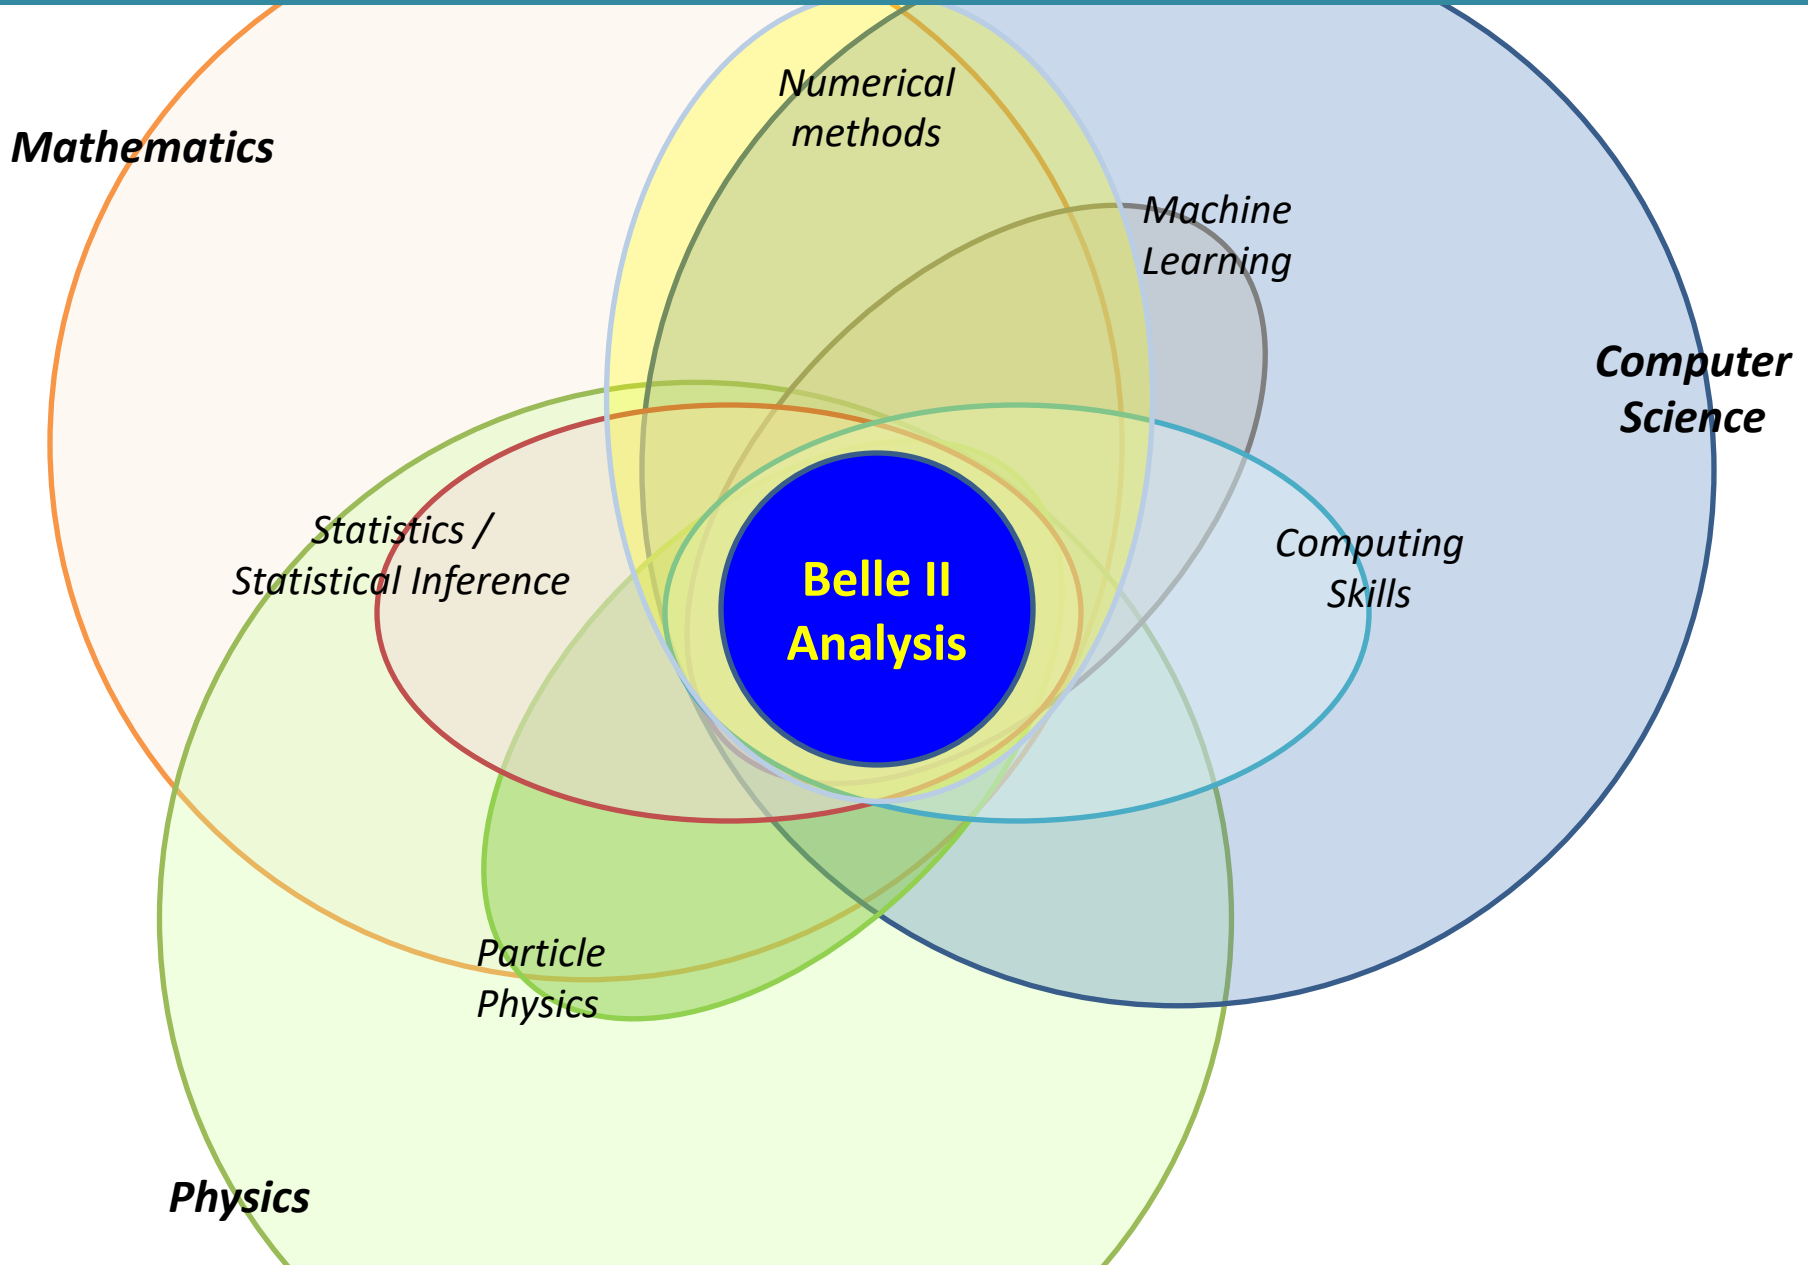 Numerical
methods
Mathematics
Machine
Learning
Computer
Science
Statistics /
Statistical Inference
Computing
Skills
Belle II
Analysis
Particle
Physics
Physics